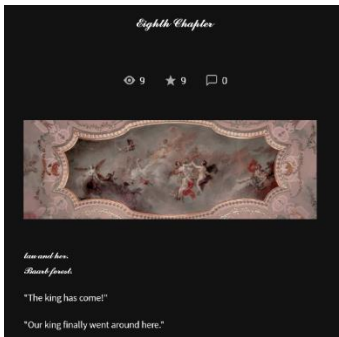 Eighth Chapter
9 9 0
law and her.
Baarb forest.
"The king has come!"
"Our king finally went around here."